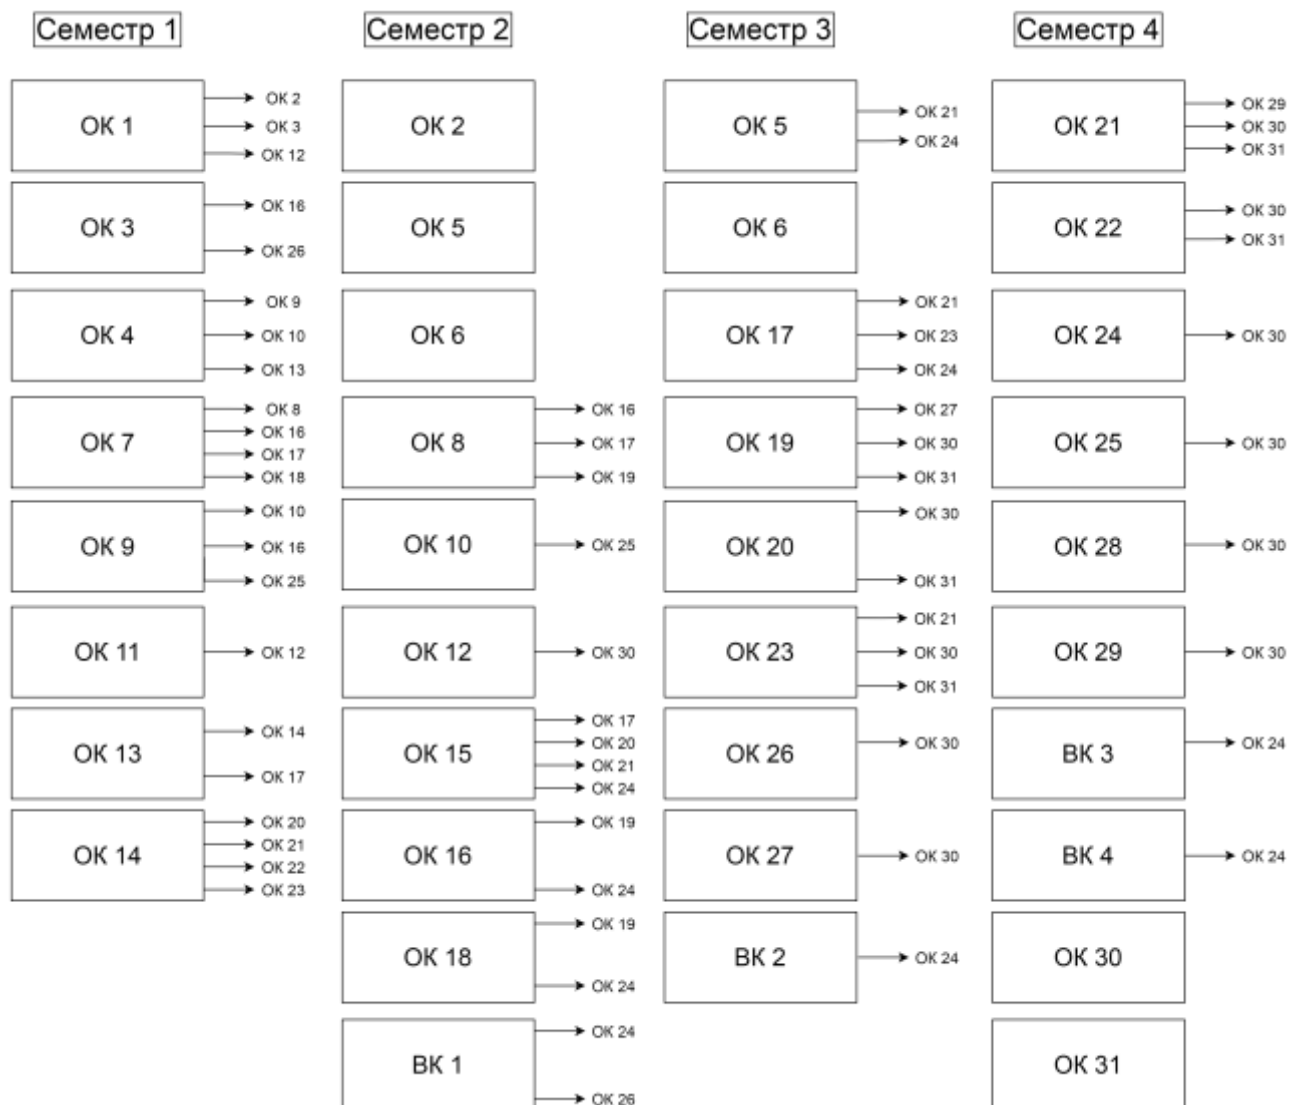 Семестр 1
ОК 1
ОК 2
ОК 3
ОК 12
ОК 3
ОК 16
ОК 26
ОК 4
ОК 9
ОК 10
ОК 13
ОК 7
ОК 8
ОК 16
ОК 17
ОК 18
ОК 9
ОК 10
ОК 16
ОК 25
ОК 11
ОК 12
ОК 13
ОК 14
ОК 17
ОК 14
ОК 20
ОК 21
ОК 22
ОК 23
Семестр 2
ОК 2
ОК 5
ОК 6
ОК 8
ОК 16
ОК 17
ОК 19
ОК 10
ОК 25
ОК 12
ОК 30
ОК 15
ОК 17
ОК 20
ОК 21
ОК 24
ОК 16
ОК 19
ОК 24
ОК 18
ОК 19
ОК 24
ВК 1
ОК 24
ОК 26
Семестр 3
ОК 5
ОК 21
ОК 24
ОК 6
ОК 17
ОК 21
ОК 23
ОК 24
ОК 19
ОК 27
ОК 30
ОК 31
ОК 20
ОК 30
ОК 31
ОК 23
ОК 21
ОК 30
ОК 31
ОК 26
ОК 30
ОК 27
ОК 30
ВК 2
ОК 24
Семестр 4
ОК 21
ОК 29
ОК 30
ОК 31
ОК 22
ОК 30
ОК 31
ОК 24
ОК 30
ОК 25
ОК 30
ОК 28
ОК 30
ОК 29
ОК 30
ВК 3
ОК 24
ВК 4
ОК 24
ОК 30
ОК 31